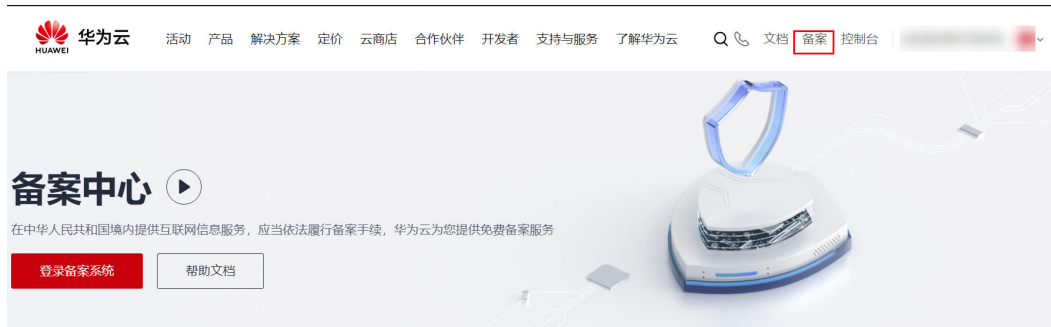 HUAWEI 华为云 活动 产品 解决方案 定价 云商店 合作伙伴 开发者 支持与服务 了解华为云 文档 备案 控制台
备案中心
在中华人民共和国境内提供互联网信息服务，应当依法履行备案手续，华为云为您提供免费备案服务
登录备案系统 帮助文档